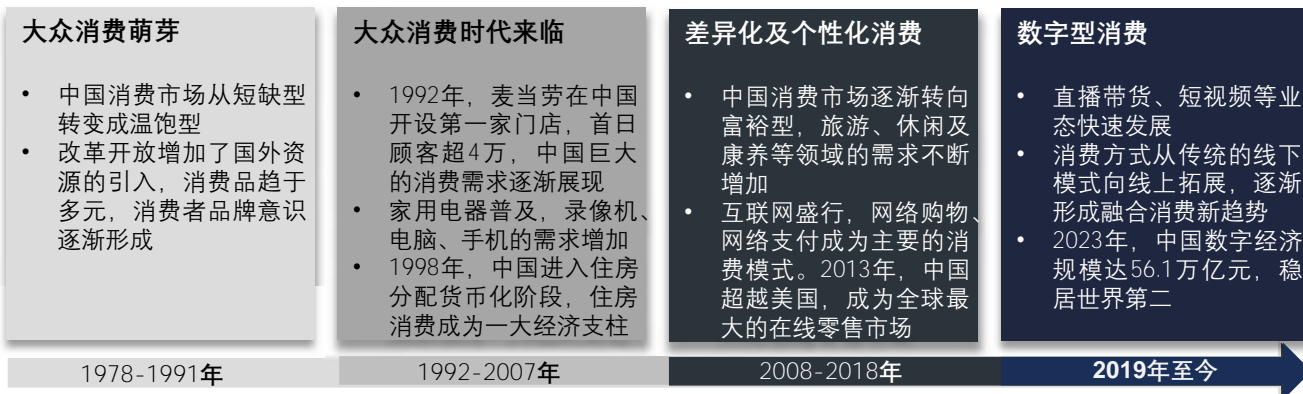 大众消费萌芽
• 中国消费市场从短缺型
转变成温饱型
• 改革开放增加了国外资
源的引入，消费品趋于
多元，消费者品牌意识
逐渐形成
1978-1991年
大众消费时代来临
• 1992年，麦当劳在中国
开设第一家门店，首日
顾客超4万，中国巨大
的消费需求逐渐展现
• 家用电器普及，录像机、
电脑、手机的需求增加
• 1998年，中国进入住房
分配货币化阶段，住房
消费成为一大经济支柱
1992-2007年
差异化及个性化消费
• 中国消费市场逐渐转向
富裕型，旅游、休闲及
康养等领域的需求不断
增加
• 互联网盛行，网络购物、
网络支付成为主要的消
费模式。2013年，中国
超越美国，成为全球最
大的在线零售市场
2008-2018年
数字型消费
• 直播带货、短视频等业
态快速发展
• 消费方式从传统的线下
模式向线上拓展，逐渐
形成融合消费新趋势
• 2023年，中国数字经济
规模达56.1万亿元，稳
居世界第二
2019年至今